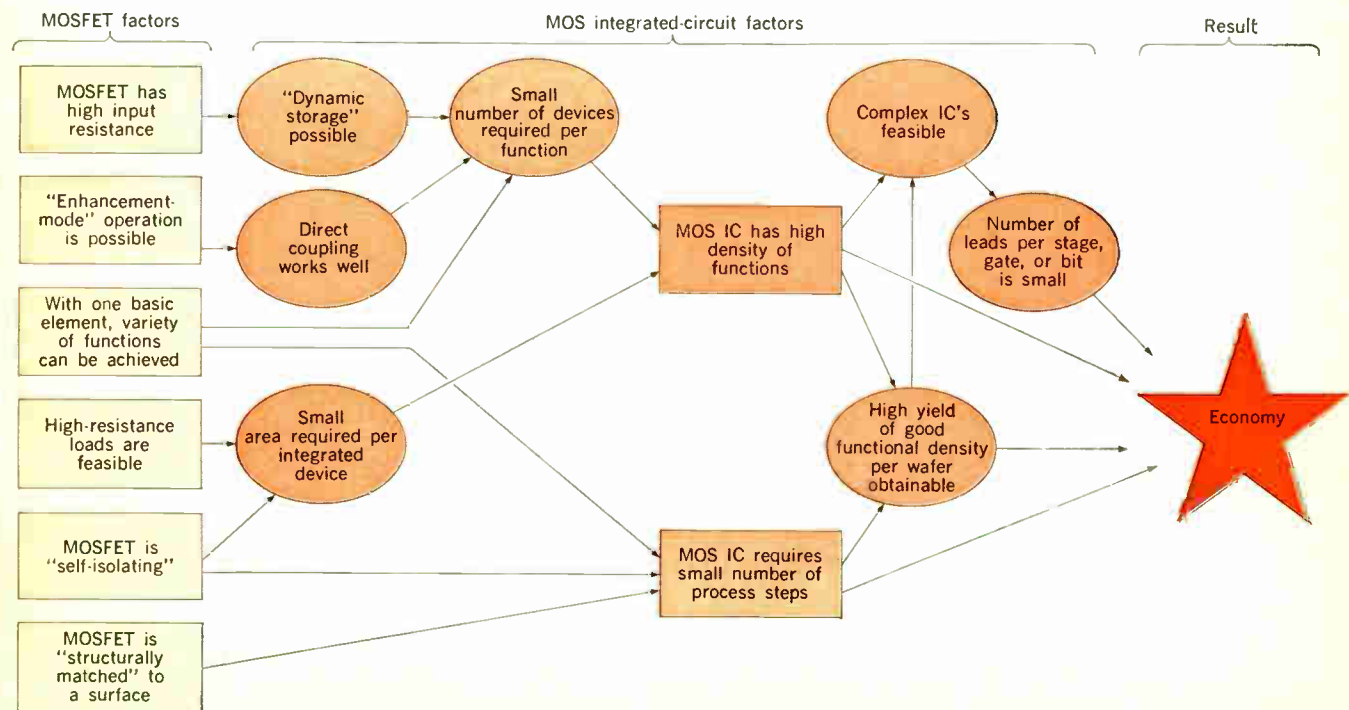 MOSFET factors
MOS integrated-circuit factors
Result
MOSFET has
high input
resistance
"Enhancement-
mode" operation
is possible
With one basic
element, variety
of functions
can be achieved
High-resistance
loads are
feasible
MOSFET is
"self-isolating"
MOSFET is
"structurally
matched" to
a surface
"Dynamic
storage"
possible
Direct
coupling
works well
Small
area required per
integrated
device
Small
number of devices
required per
function
MOS IC has high
density of
functions
MOS IC requires
small number of
process steps
Complex IC's
feasible
High yield
of good
functional density
per wafer
obtainable
Number of
leads per stage,
gate, or bit
is small
Economy